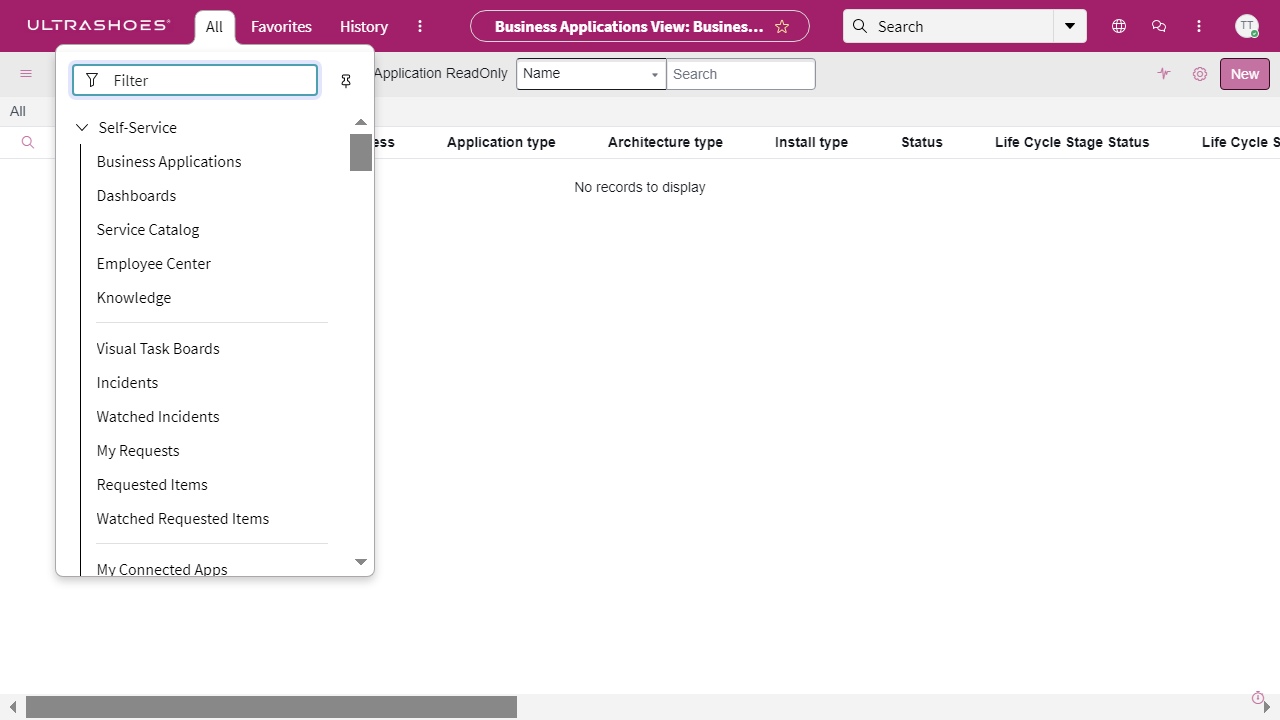 ULTRASHOES
All
Favorites
History
Business Applications View: Busines...
Search
TT
Filter
Application ReadOnly
Name
Search
New
All
ess
Application type
Architecture type
Install type
Status
Life Cycle Stage Status
Life Cycle S
No records to display
Self-Service
Business Applications
Dashboards
Service Catalog
Employee Center
Knowledge
Visual Task Boards
Incidents
Watched Incidents
My Requests
Requested Items
Watched Requested Items
My Connected Apps